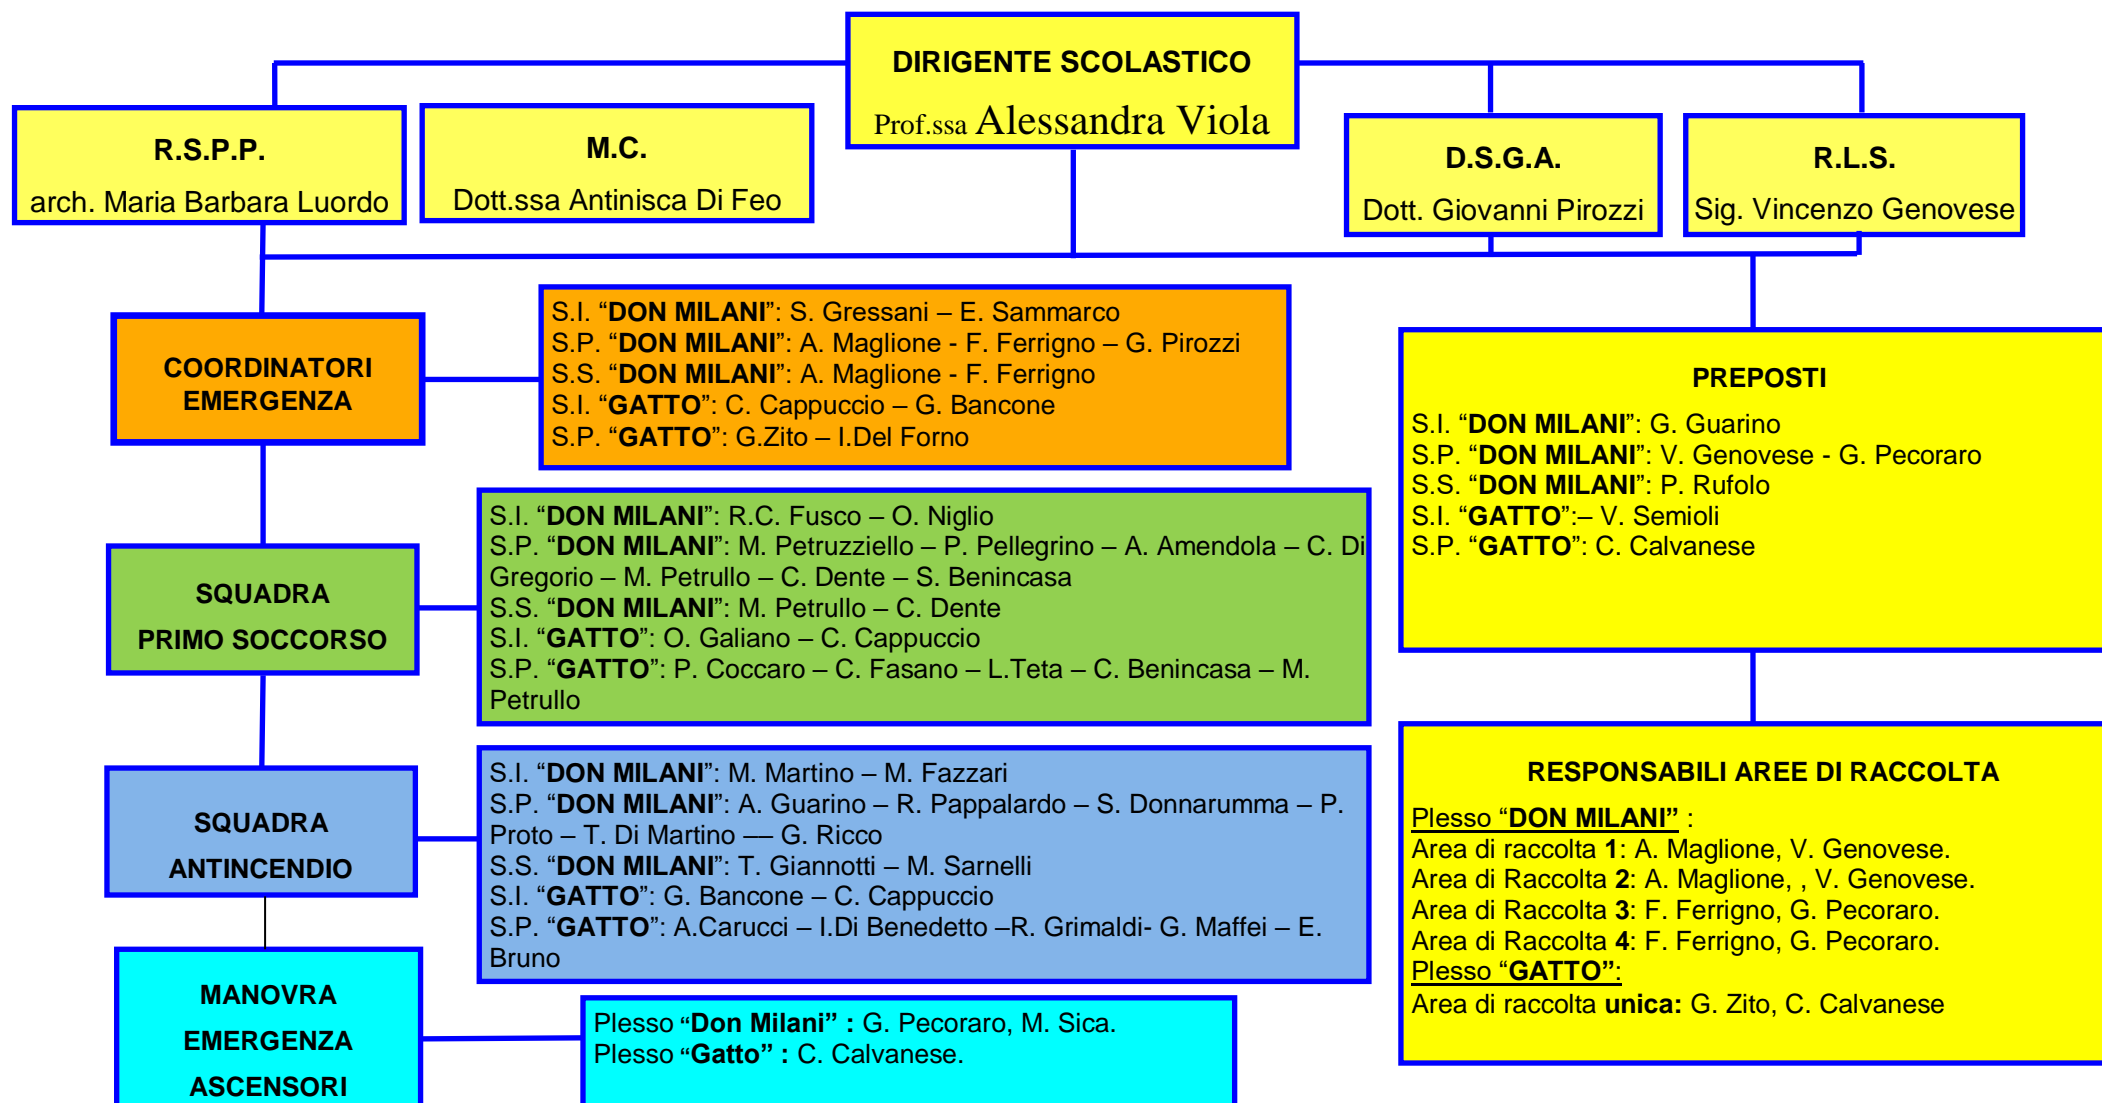 DIRIGENTE SCOLASTICO
Prof.ssa Alessandra Viola
R.S.P.P.
arch. Maria Barbara Luordo
M.C.
Dott.ssa Antinisca Di Feo
D.S.G.A.
Dott. Giovanni Pirozzi
R.L.S.
Sig. Vincenzo Genovese
COORDINATORI
EMERGENZA
S.I. “DON MILANI”: S. Gressani – E. Sammarco
S.P. “DON MILANI”: A. Maglione - F. Ferrigno – G. Pirozzi
S.S. “DON MILANI”: A. Maglione - F. Ferrigno
S.I. “GATTO”: C. Cappuccio – G. Bancone
S.P. “GATTO”: G.Zito – I.Del Forno
PREPOSTI
S.I. “DON MILANI”: G. Guarino
S.P. “DON MILANI”: V. Genovese - G. Pecoraro
S.S. “DON MILANI”: P. Rufolo
S.I. “GATTO”:– V. Semioli
S.P. “GATTO”: C. Calvanese
SQUADRA
PRIMO SOCCORSO
S.I. “DON MILANI”: R.C. Fusco – O. Niglio
S.P. “DON MILANI”: M. Petruzziello – P. Pellegrino – A. Amendola – C. Di
Gregorio – M. Petrullo – C. Dente – S. Benincasa
S.S. “DON MILANI”: M. Petrullo – C. Dente
S.I. “GATTO”: O. Galiano – C. Cappuccio
S.P. “GATTO”: P. Coccaro – C. Fasano – L.Teta – C. Benincasa – M.
Petrullo
SQUADRA
ANTINCENDIO
S.I. “DON MILANI”: M. Martino – M. Fazzari
S.P. “DON MILANI”: A. Guarino – R. Pappalardo – S. Donnarumma – P.
Proto – T. Di Martino –– G. Ricco
S.S. “DON MILANI”: T. Giannotti – M. Sarnelli
S.I. “GATTO”: G. Bancone – C. Cappuccio
S.P. “GATTO”: A.Carucci – I.Di Benedetto –R. Grimaldi- G. Maffei – E.
Bruno
RESPONSABILI AREE DI RACCOLTA
Plesso “DON MILANI” :
Area di raccolta 1: A. Maglione, V. Genovese.
Area di Raccolta 2: A. Maglione, , V. Genovese.
Area di Raccolta 3: F. Ferrigno, G. Pecoraro.
Area di Raccolta 4: F. Ferrigno, G. Pecoraro.
Plesso “GATTO”:
Area di raccolta unica: G. Zito, C. Calvanese
MANOVRA
EMERGENZA
ASCENSORI
Plesso “Don Milani” : G. Pecoraro, M. Sica.
Plesso “Gatto” : C. Calvanese.